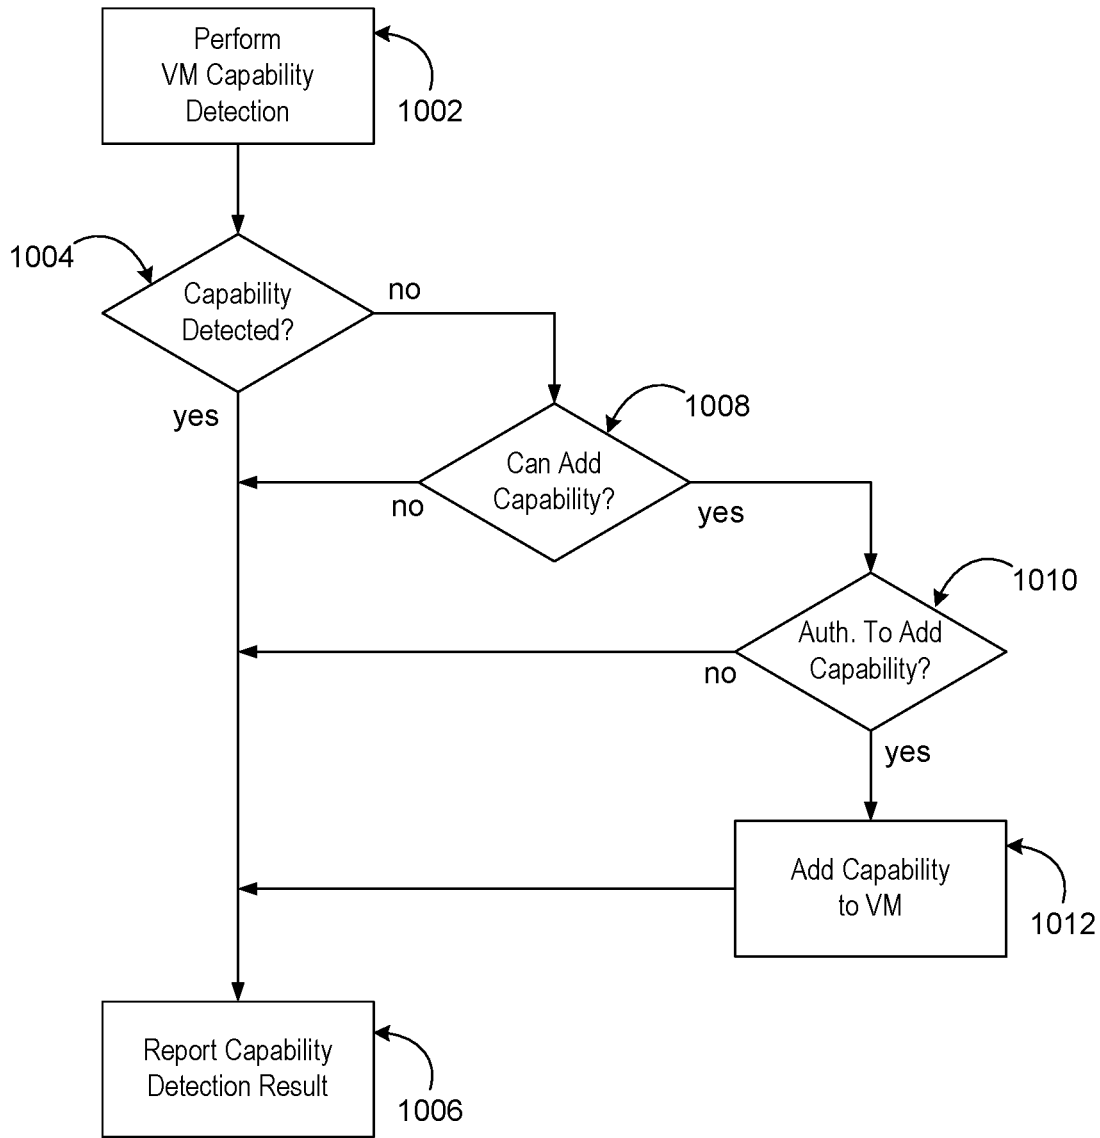 Perform
VM Capability
Detection
1002
1004
Capability
Detected?
no
yes
1008
Can Add
Capability?
no
yes
1010
Auth. To Add
Capability?
no
yes
Add Capability
to VM
1012
Report Capability
Detection Result
1006